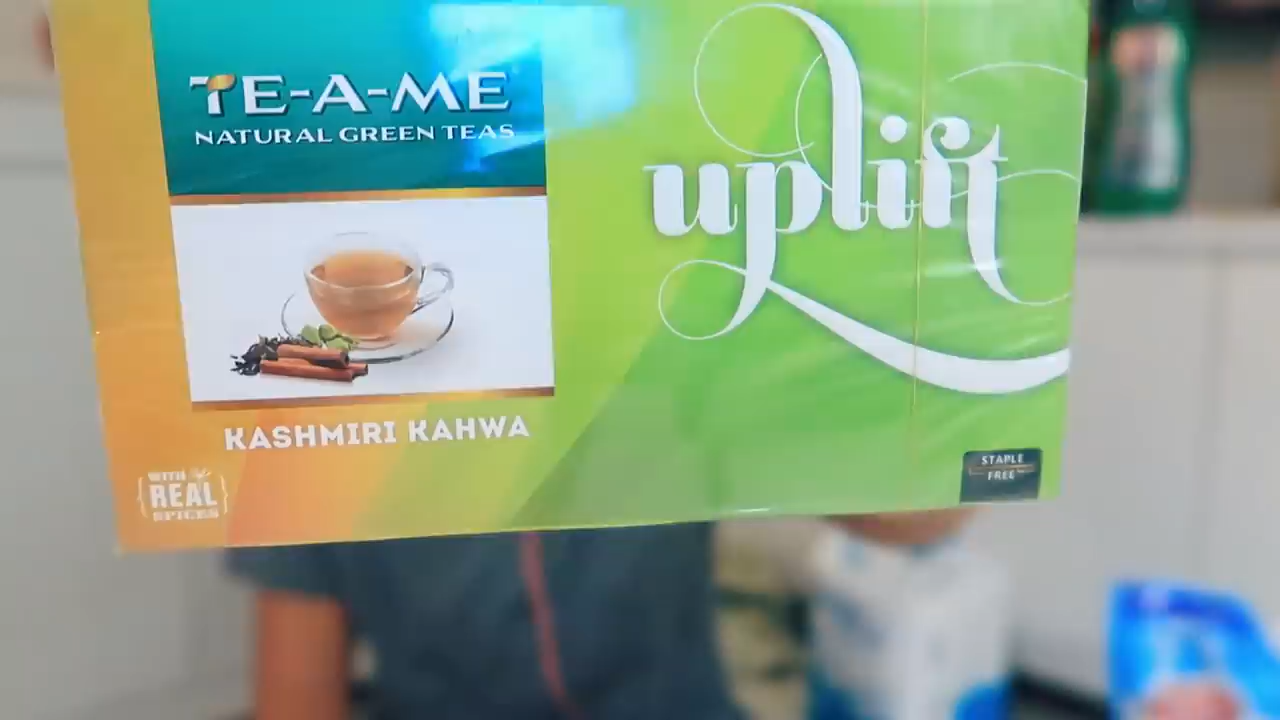 TE-A-ME
NATURAL GREEN TEAS
uplift
KASHMIRI KAHWA
WITH
REAL
SPICES
STAPLE
FREE